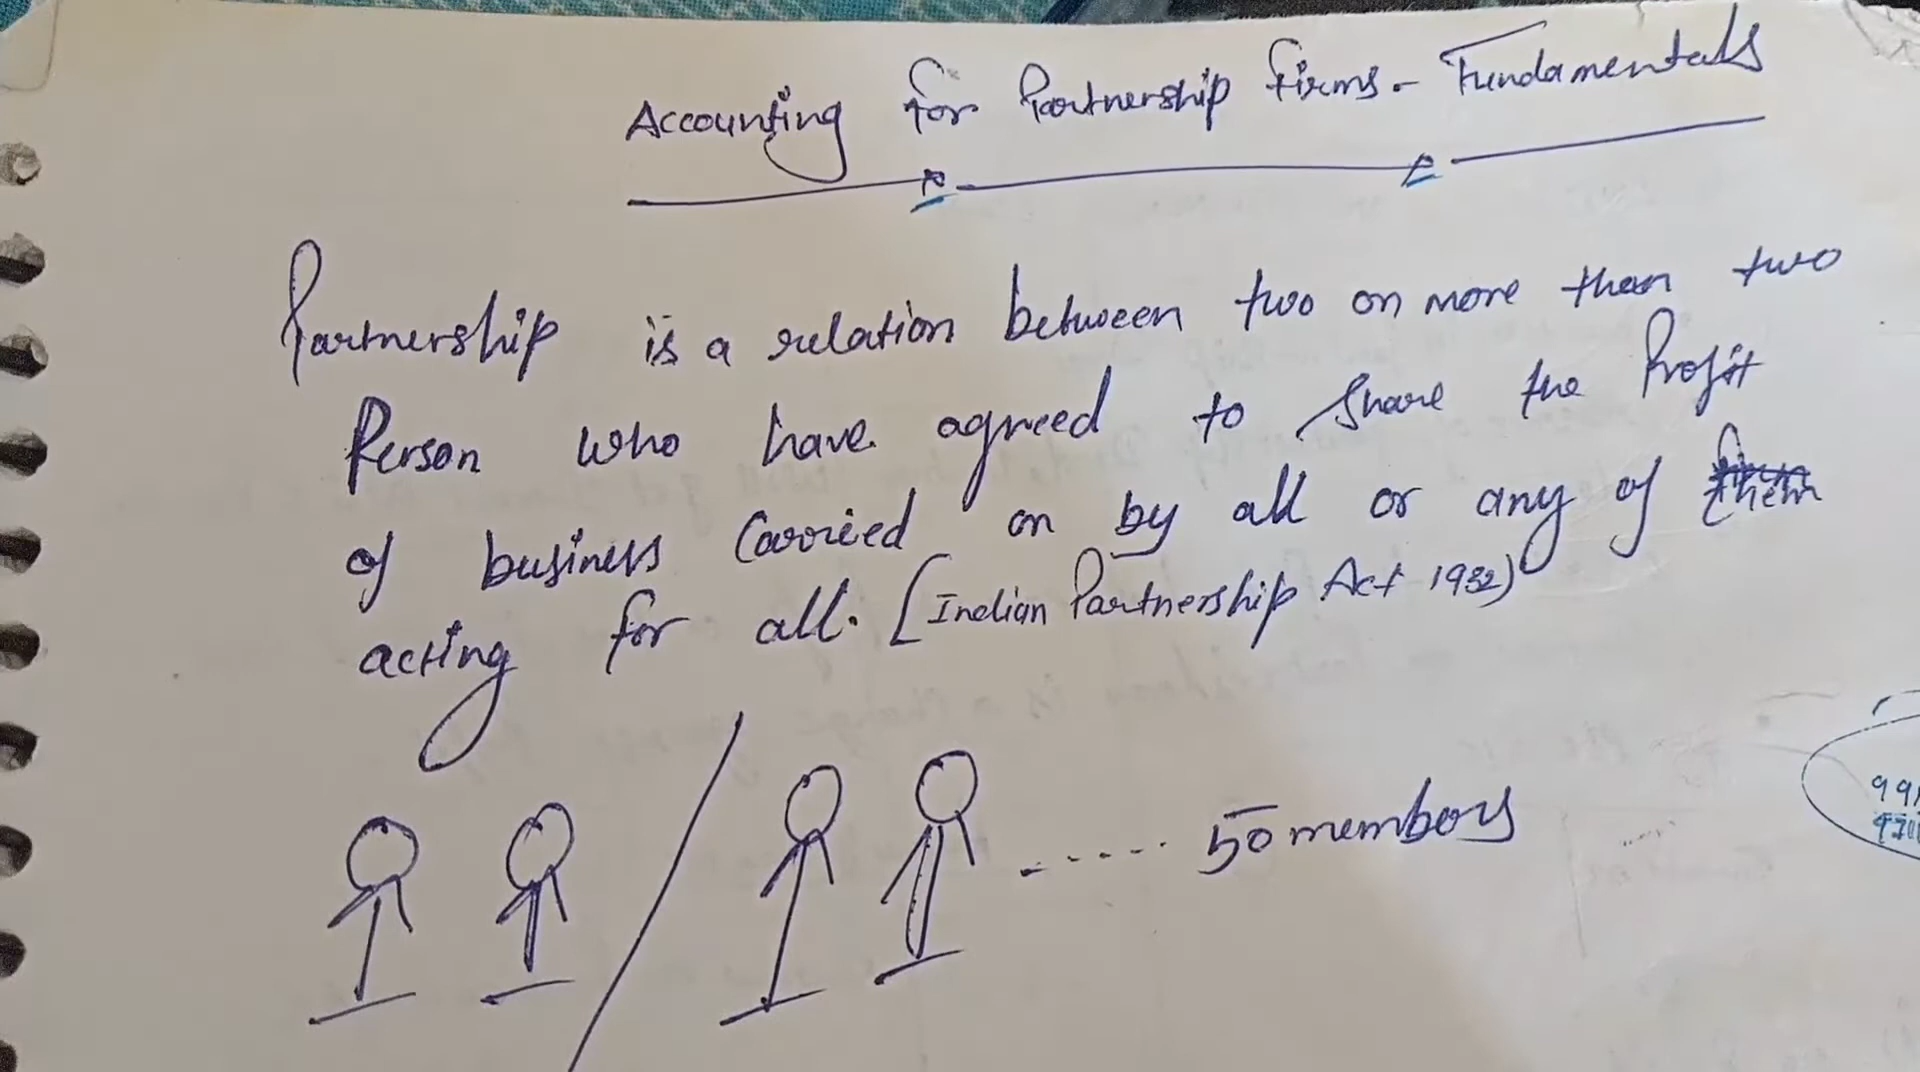 Accounting for Partnership Firms - Fundamentals
Partnership is a relation between two or more than two
Person who have agreed to share the Profit
of business Carried on by all or any of them
acting for all. [Indian Partnership Act 1932)
50 members